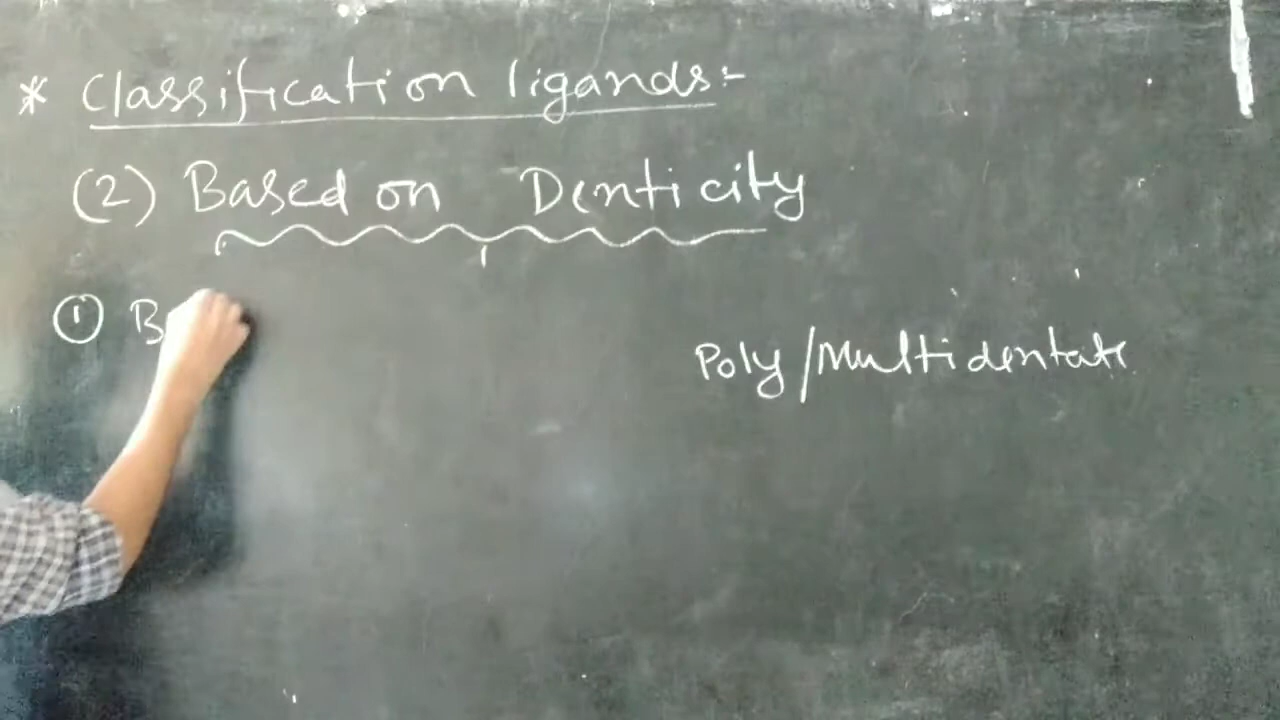 * Classification ligands:-
(2) Based on Denticity
① B
Poly/Multidentate